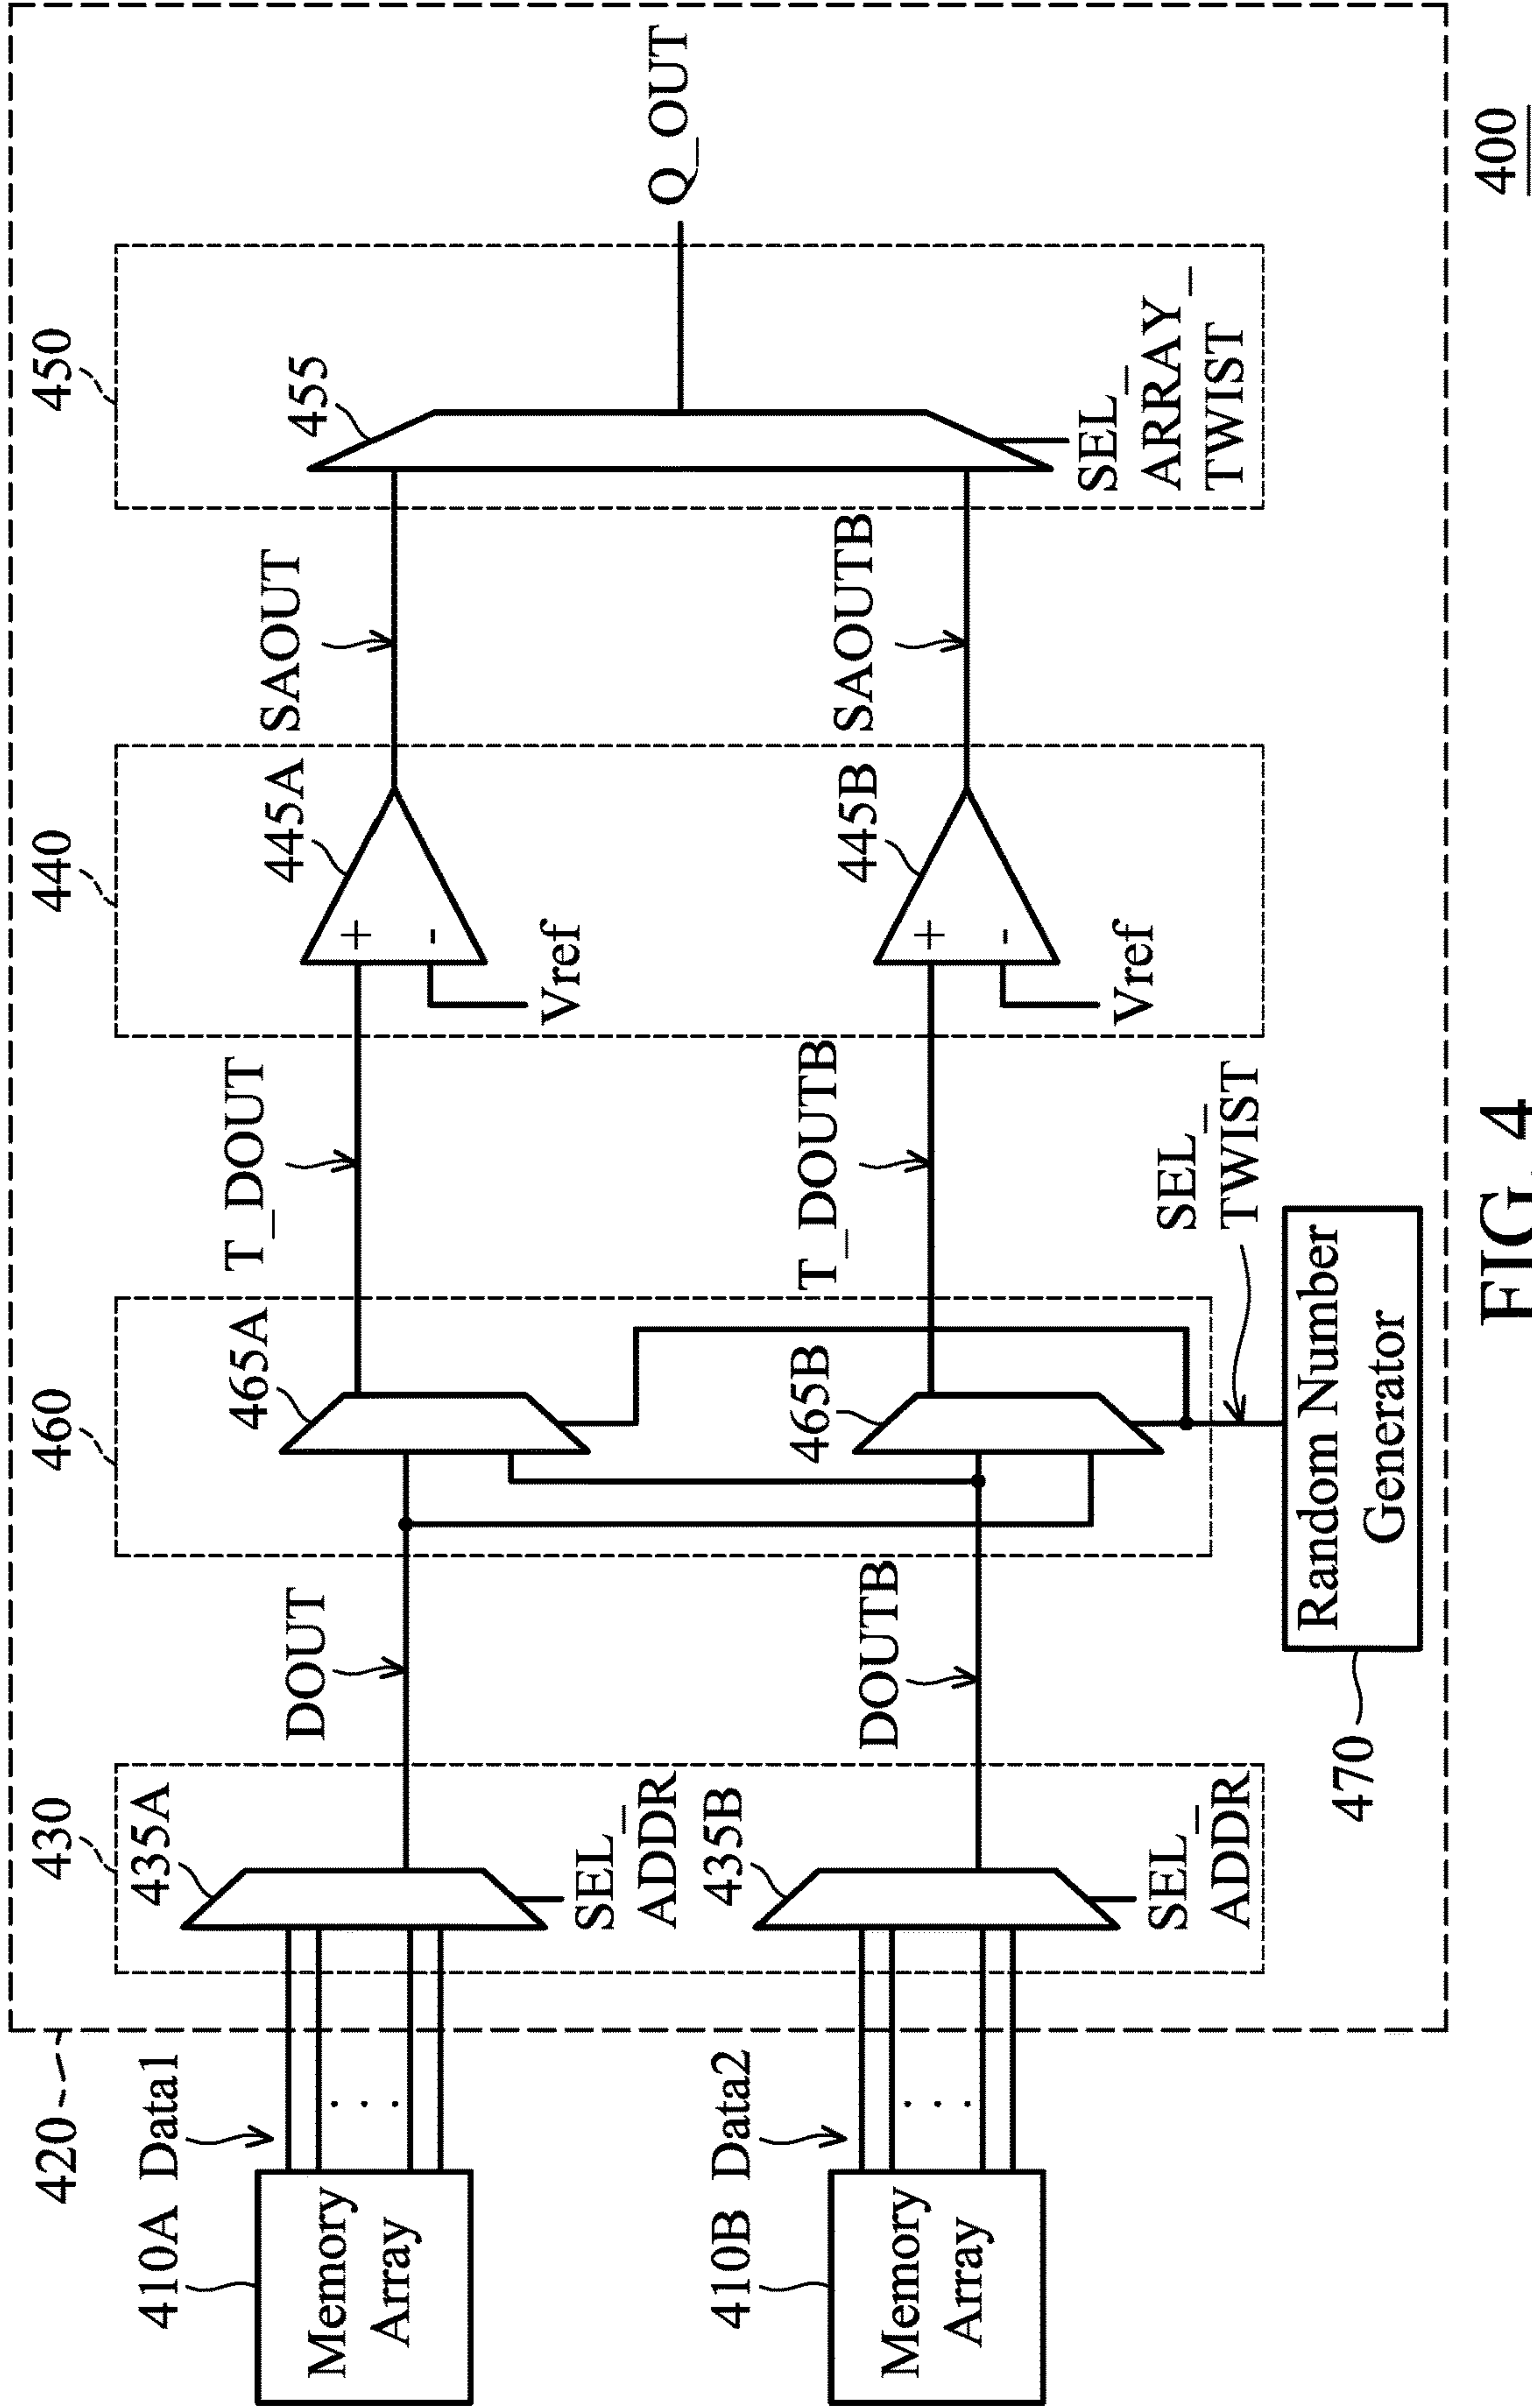 420
410A
Data1
Memory
Array
410B
Data2
Memory
Array
430
435A
SEL_
ADDR
435B
SEL_
ADDR
DOUT
DOUTB
460
465A
465B
470
Random Number
Generator
SEL_
TWIST
T_DOUT
T_DOUTB
440
445A
+
-
Vref
445B
+
-
Vref
SAOUT
SAOUTB
450
455
SEL_
ARRAY_
TWIST
Q_OUT
400
FIG. 4